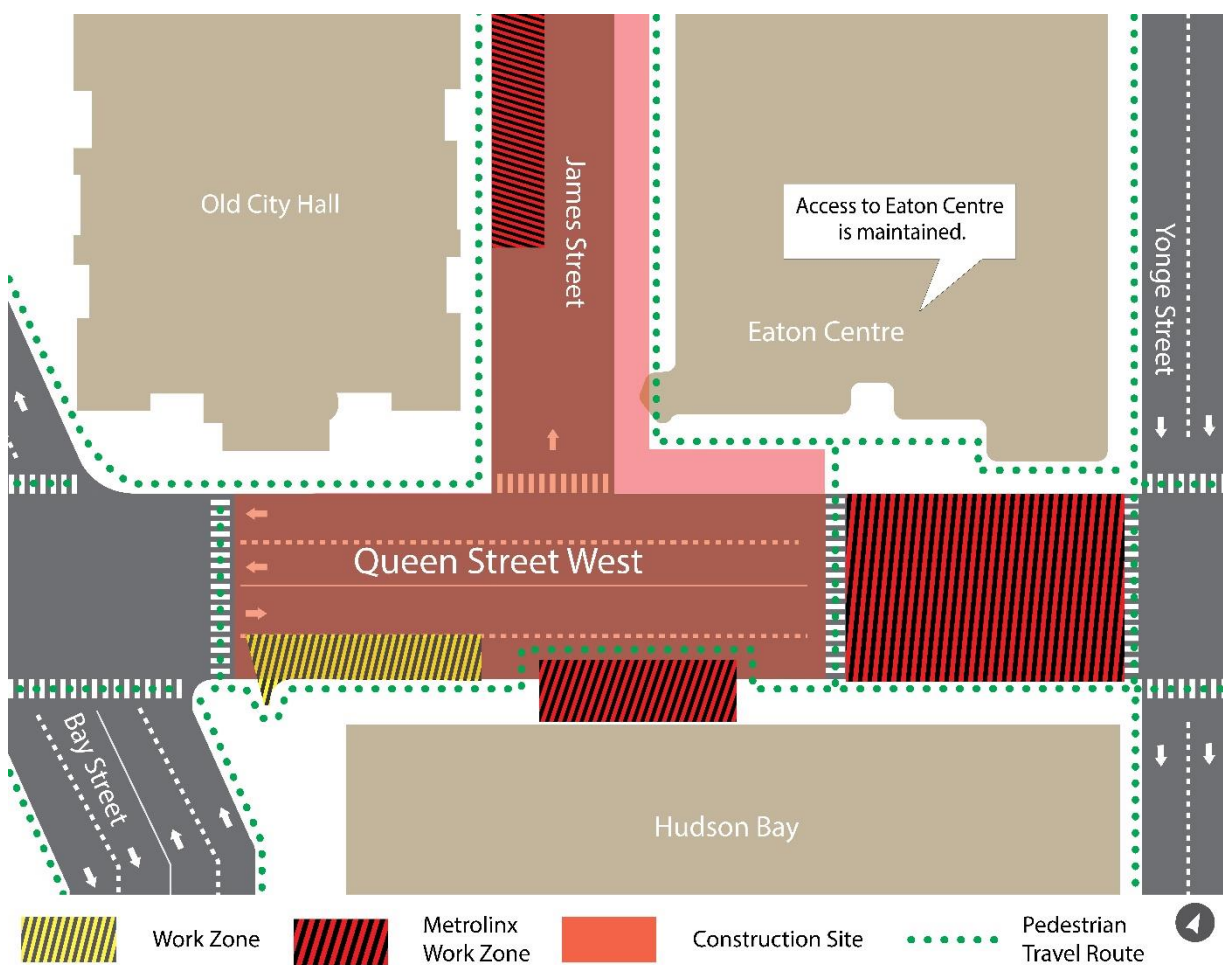 Old City Hall
James Street
Access to Eaton Centre
is maintained.
Yonge Street
Eaton Centre
Queen Street West
Bay Street
Hudson Bay
Work Zone
Metrolinx
Work Zone
Construction Site
Pedestrian
Travel Route